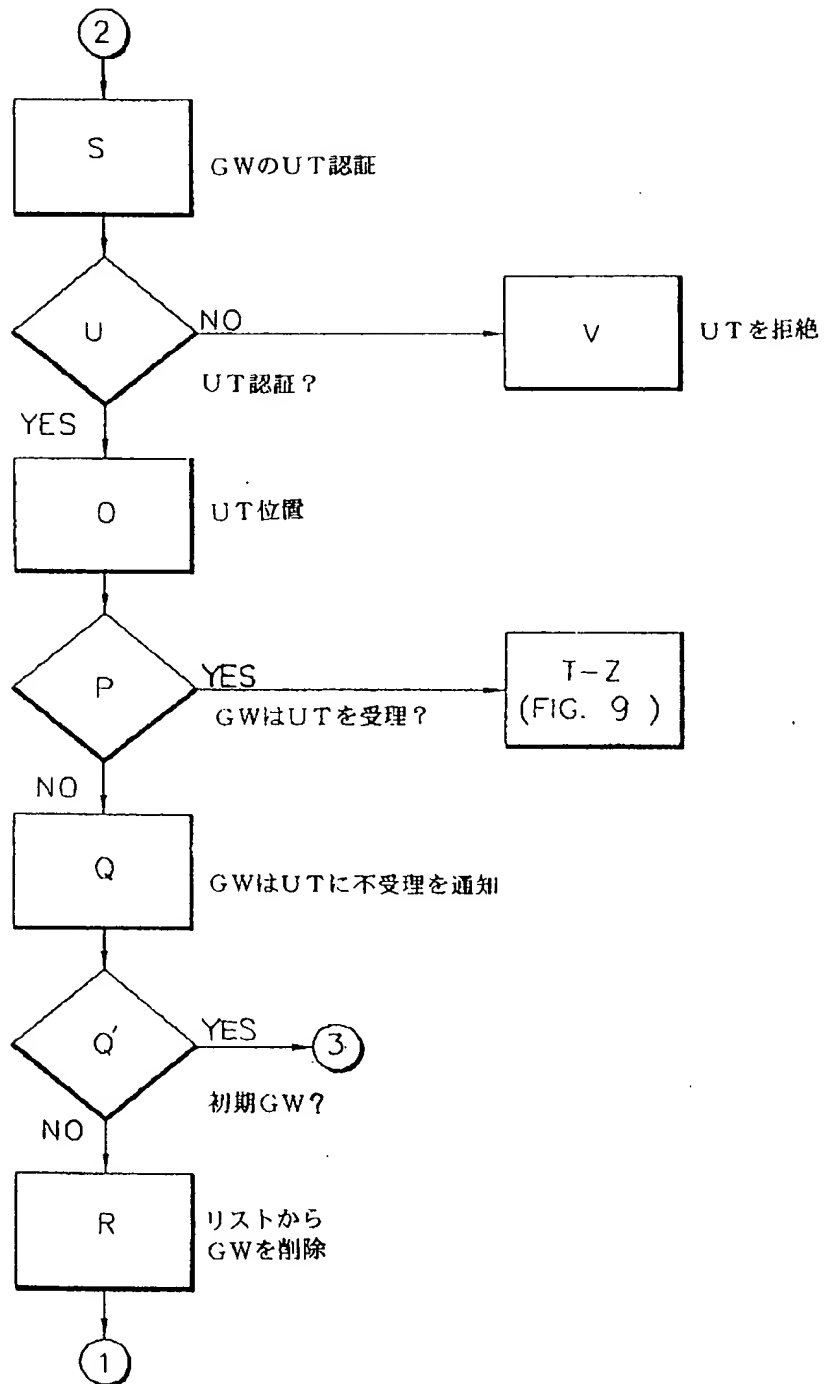 2
S
GWのUT認証
U
NO
V
UTを拒絶
UT認証？
YES
O
UT位置
P
YES
T-Z
(FIG. 9 )
GWはUTを受理？
NO
Q
GWはUTに不受理を通知
Q'
YES
3
初期GW？
NO
R
リストから
GWを削除
1